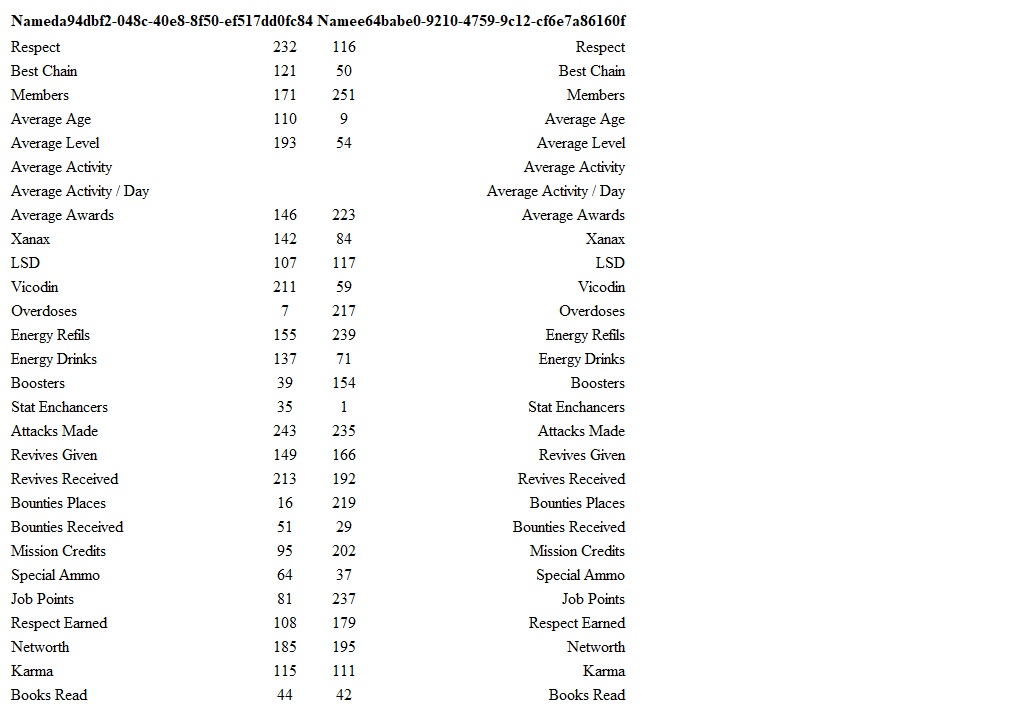 Nameda94dbf2-048c-40e8-8f50-ef517dd0fc84 Namee64babe0-9210-4759-9c12-cf6e7a86160f
Respect 232 116 Respect
Best Chain 121 50 Best Chain
Members 171 251 Members
Average Age 110 9 Average Age
Average Level 193 54 Average Level
Average Activity Average Activity
Average Activity / Day Average Activity / Day
Average Awards 146 223 Average Awards
Xanax 142 84 Xanax
LSD 107 117 LSD
Vicodin 211 59 Vicodin
Overdoses 7 217 Overdoses
Energy Refils 155 239 Energy Refils
Energy Drinks 137 71 Energy Drinks
Boosters 39 154 Boosters
Stat Enchancers 35 1 Stat Enchancers
Attacks Made 243 235 Attacks Made
Revives Given 149 166 Revives Given
Revives Received 213 192 Revives Received
Bounties Places 16 219 Bounties Places
Bounties Received 51 29 Bounties Received
Mission Credits 95 202 Mission Credits
Special Ammo 64 37 Special Ammo
Job Points 81 237 Job Points
Respect Earned 108 179 Respect Earned
Networth 185 195 Networth
Karma 115 111 Karma
Books Read 44 42 Books Read